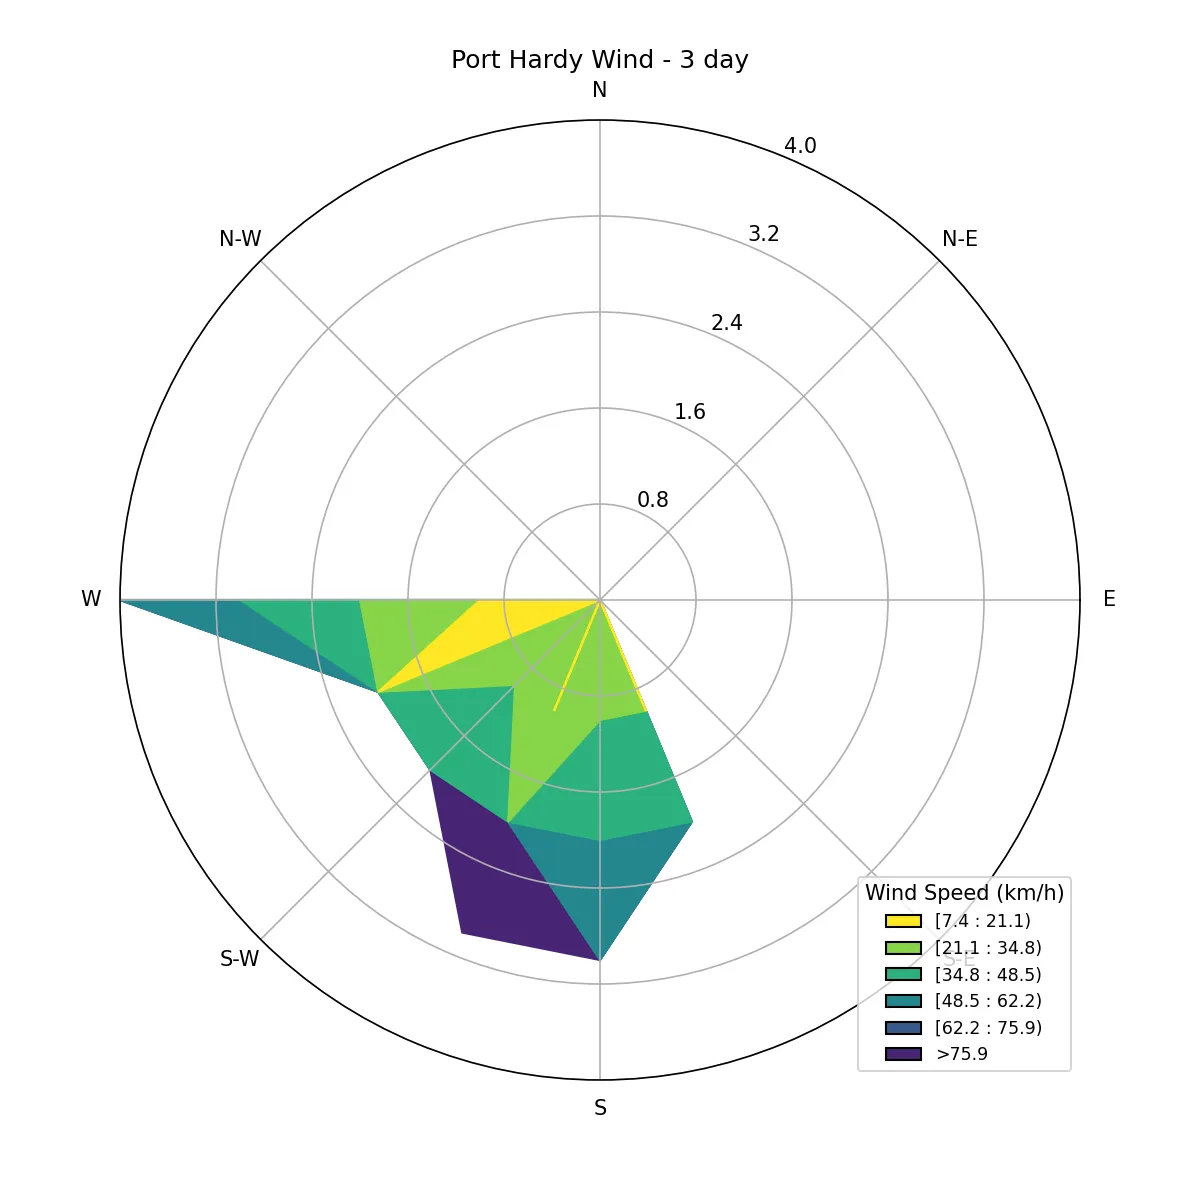 Port Hardy Wind - 3 day
N
4.0
N-W
3.2
N-E
2.4
1.6
0.8
W
E
Wind Speed (km/h)
[7.4 : 21.1)
[21.1 : 34.8)
S-W
S-E
[34.8 : 48.5)
[48.5 : 62.2)
[62.2 : 75.9)
>75.9
S